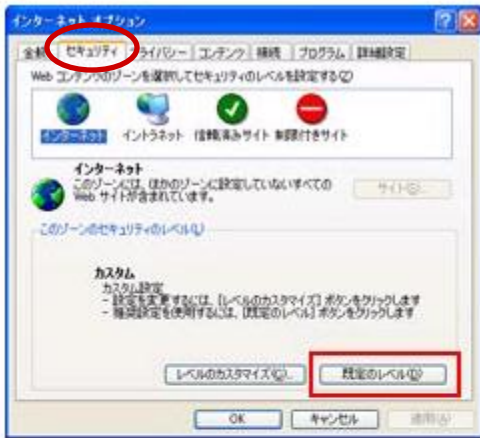 インターネット オプション
全般 セキュリティ プライバシー コンテンツ 接続 プログラム 詳細設定
Web コンテンツのゾーンを選択してセキュリティのレベルを設定する(Z)
インターネット イントラネット 信頼済みサイト 制限付きサイト
インターネット
このゾーンには、ほかのゾーンに設定していないすべての
Web サイトが含まれています。
サイト(S)...
このゾーンのセキュリティのレベル(L)
カスタム
カスタム設定
- 設定を変更するには、[レベルのカスタマイズ] ボタンをクリックします
- 推奨設定を使用するには、[既定のレベル] ボタンをクリックします
レベルのカスタマイズ(C)... 既定のレベル(D)
OK キャンセル 適用(A)